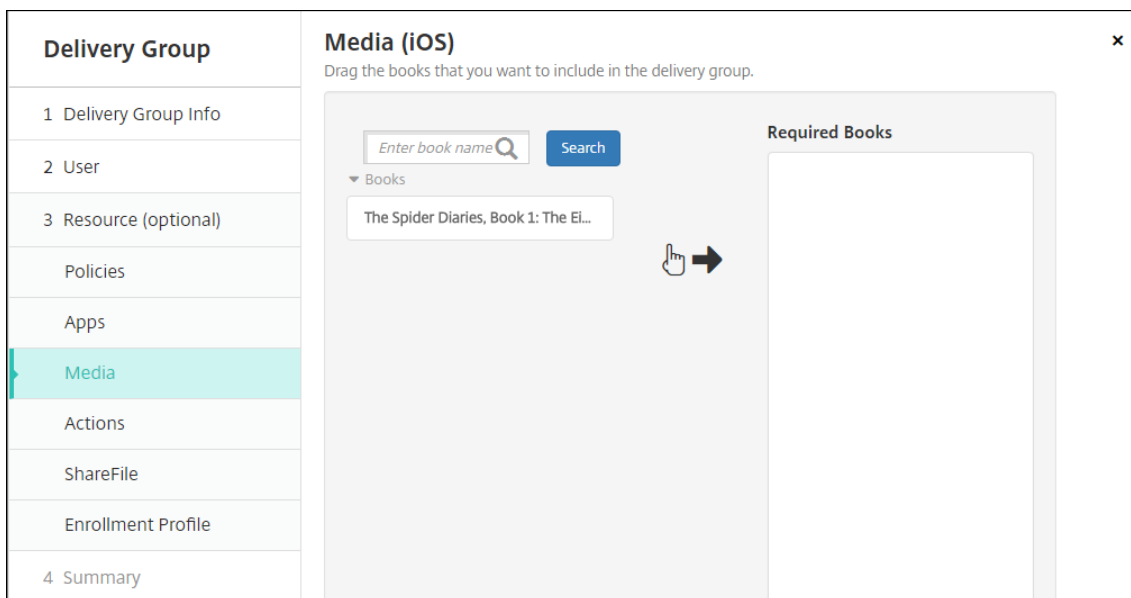 Delivery Group
1 Delivery Group Info
2 User
3 Resource (optional)
Policies
Apps
Media
Actions
ShareFile
Enrollment Profile
4 Summary
Media (iOS)
Drag the books that you want to include in the delivery group.
Enter book name
Search
Books
The Spider Diaries, Book 1: The Ei...
Required Books